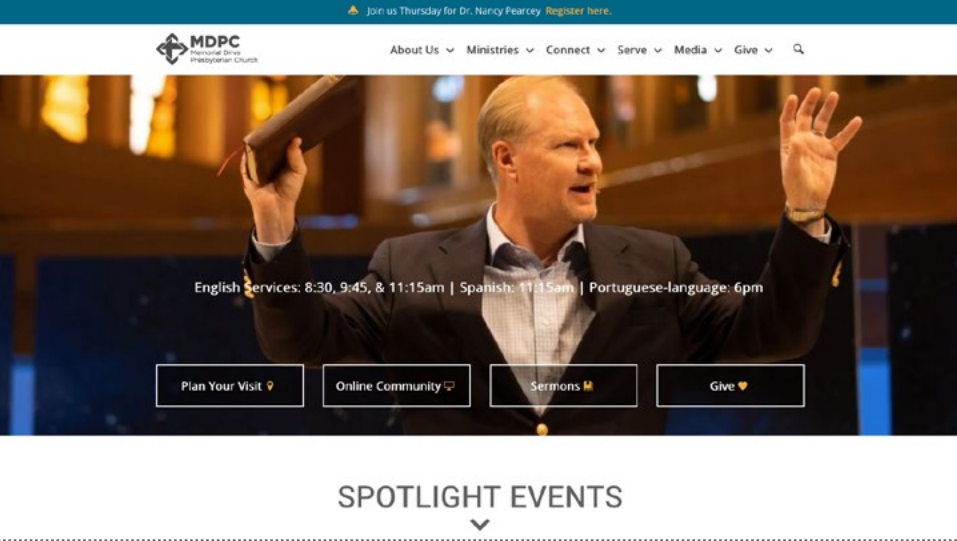 Join us Thursday for Dr. Nancy Pearcey Register here.
MDPC
Memorial Drive
Presbyterian Church
About Us Ministries Connect Serve Media Give
English Services: 8:30, 9:45, & 11:15am | Spanish: 11:15am | Portuguese-language: 6pm
Plan Your Visit
Online Community
Sermons
Give
SPOTLIGHT EVENTS